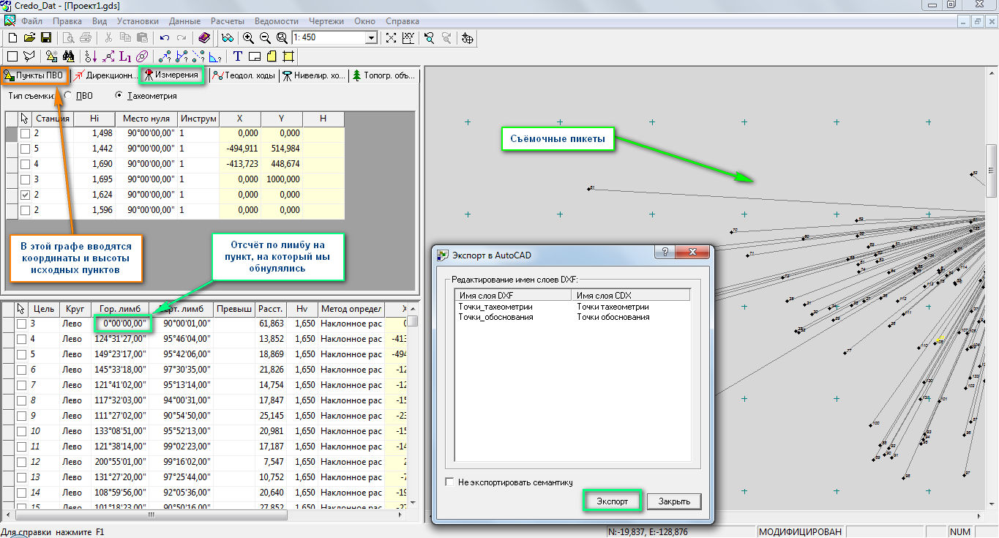 Credo_Dat - [Проект1.gds]
Файл Правка Вид Установки Данные Расчеты Ведомости Чертежи Окно Справка
1: 450
Пункты ПВО Дирекционн... Измерения Теодол. ходы Нивелир. хо... Топогр. объ...
Тип съемки: ПВО Тахеометрия
Станция Hi Место нуля Инструм X Y H
2 1,498 90°00'00,00" 1 0,000 0,000
5 1,442 90°00'00,00" 1 -494,911 514,984
4 1,690 90°00'00,00" 1 -413,723 448,674
3 1,695 90°00'00,00" 1 0,000 1000,000
2 1,624 90°00'00,00" 1 0,000 0,000
2 1,596 90°00'00,00" 1 0,000 0,000
В этой графе вводятся
координаты и высоты
исходных пунктов
Отсчёт по лимбу на
пункт, на который мы
обнулялись
Съёмочные пикеты
Цель Круг Гор. лимб Верт. лимб Превыш Расст. Hv Метод определ X
3 Лево 0°00'00,00" 90°00'01,00" 61,863 1,650 Наклонное рас 0
4 Лево 124°31'27,00" 95°46'04,00" 13,852 1,650 Наклонное рас -413
5 Лево 149°23'17,00" 95°42'06,00" 18,869 1,650 Наклонное рас -494
6 Лево 145°33'18,00" 97°30'35,00" 21,826 1,650 Наклонное рас -12
7 Лево 121°41'02,00" 95°13'14,00" 14,754 1,650 Наклонное рас -12
8 Лево 117°32'03,00" 94°00'31,00" 17,847 1,650 Наклонное рас -15
9 Лево 111°27'02,00" 90°54'50,00" 25,145 1,650 Наклонное рас -23
10 Лево 133°08'51,00" 95°52'13,00" 20,981 1,650 Наклонное рас -15
11 Лево 121°38'14,00" 99°02'23,00" 17,187 1,650 Наклонное рас -14
12 Лево 200°55'01,00" 99°16'02,00" 7,547 1,650 Наклонное рас 2
13 Лево 131°27'20,00" 97°25'44,00" 10,752 1,650 Наклонное рас -7
14 Лево 108°59'56,00" 92°05'36,00" 20,640 1,650 Наклонное рас -19
15 Лево 101°18'23,00" 90°50'16,00" 27,852 1,650 Наклонное рас -27
Экспорт в AutoCAD
Редактирование имен слоев DXF:
Имя слоя DXF Имя слоя CDX
Точки_тахеометрии Точки тахеометрии
Точки_обоснования Точки обоснования
Не экспортировать семантику
Экспорт Закрыть
Для справки нажмите F1
N:-19,837, E:-128,876 МОДИФИЦИРОВАН NUM